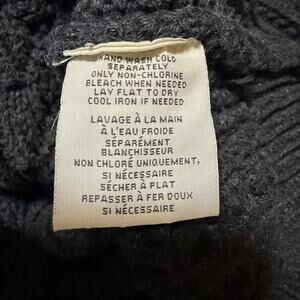 HAND WASH COLD
SEPARATELY
ONLY NON-CHLORINE
BLEACH WHEN NEEDED
LAY FLAT TO DRY
COOL IRON IF NEEDED
LAVAGE À LA MAIN
À L'EAU FROIDE
SÉPARÉMENT
BLANCHISSEUR
NON CHLORÉ UNIQUEMENT,
SI NÉCESSAIRE
SÉCHER À PLAT
REPASSER À FER DOUX
SI NÉCESSAIRE